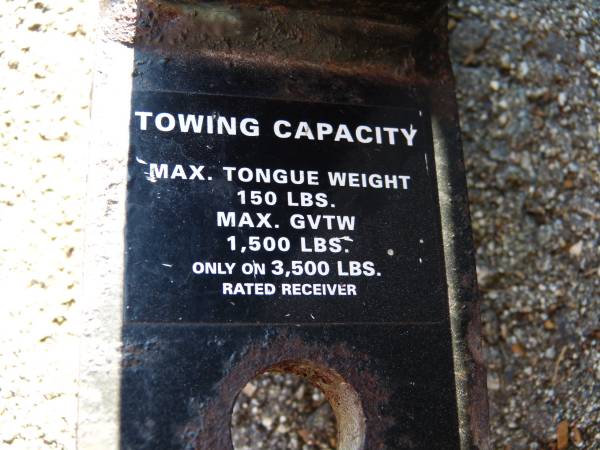 TOWING CAPACITY
MAX. TONGUE WEIGHT
150 LBS.
MAX. GVTW
1,500 LBS.
ONLY ON 3,500 LBS.
RATED RECEIVER